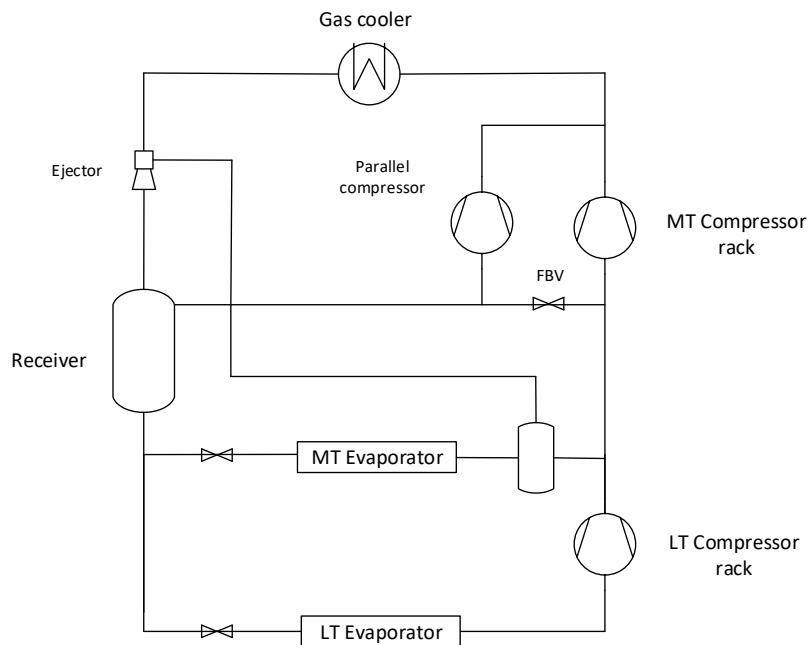 Gas cooler
Ejector
Parallel
compressor
MT Compressor
rack
FBV
Receiver
MT Evaporator
LT Compressor
rack
LT Evaporator